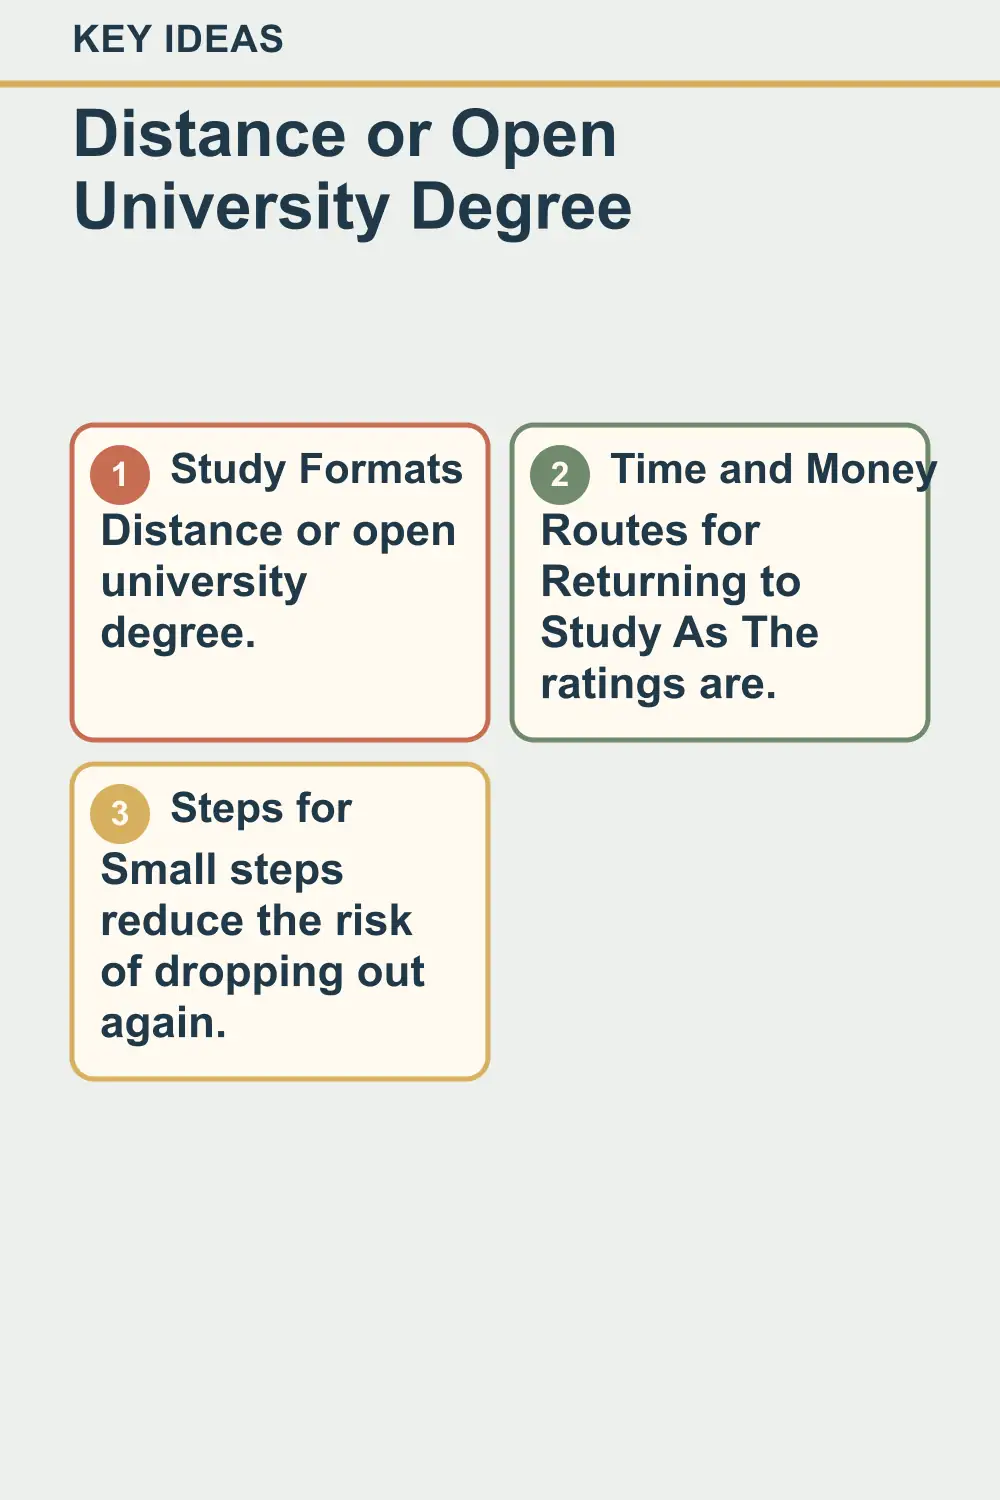 KEY IDEAS
Distance or Open
University Degree
1 Study Formats
Distance or open
university
degree.
2 Time and Money
Routes for
Returning to
Study As The
ratings are.
3 Steps for
Small steps
reduce the risk
of dropping out
again.